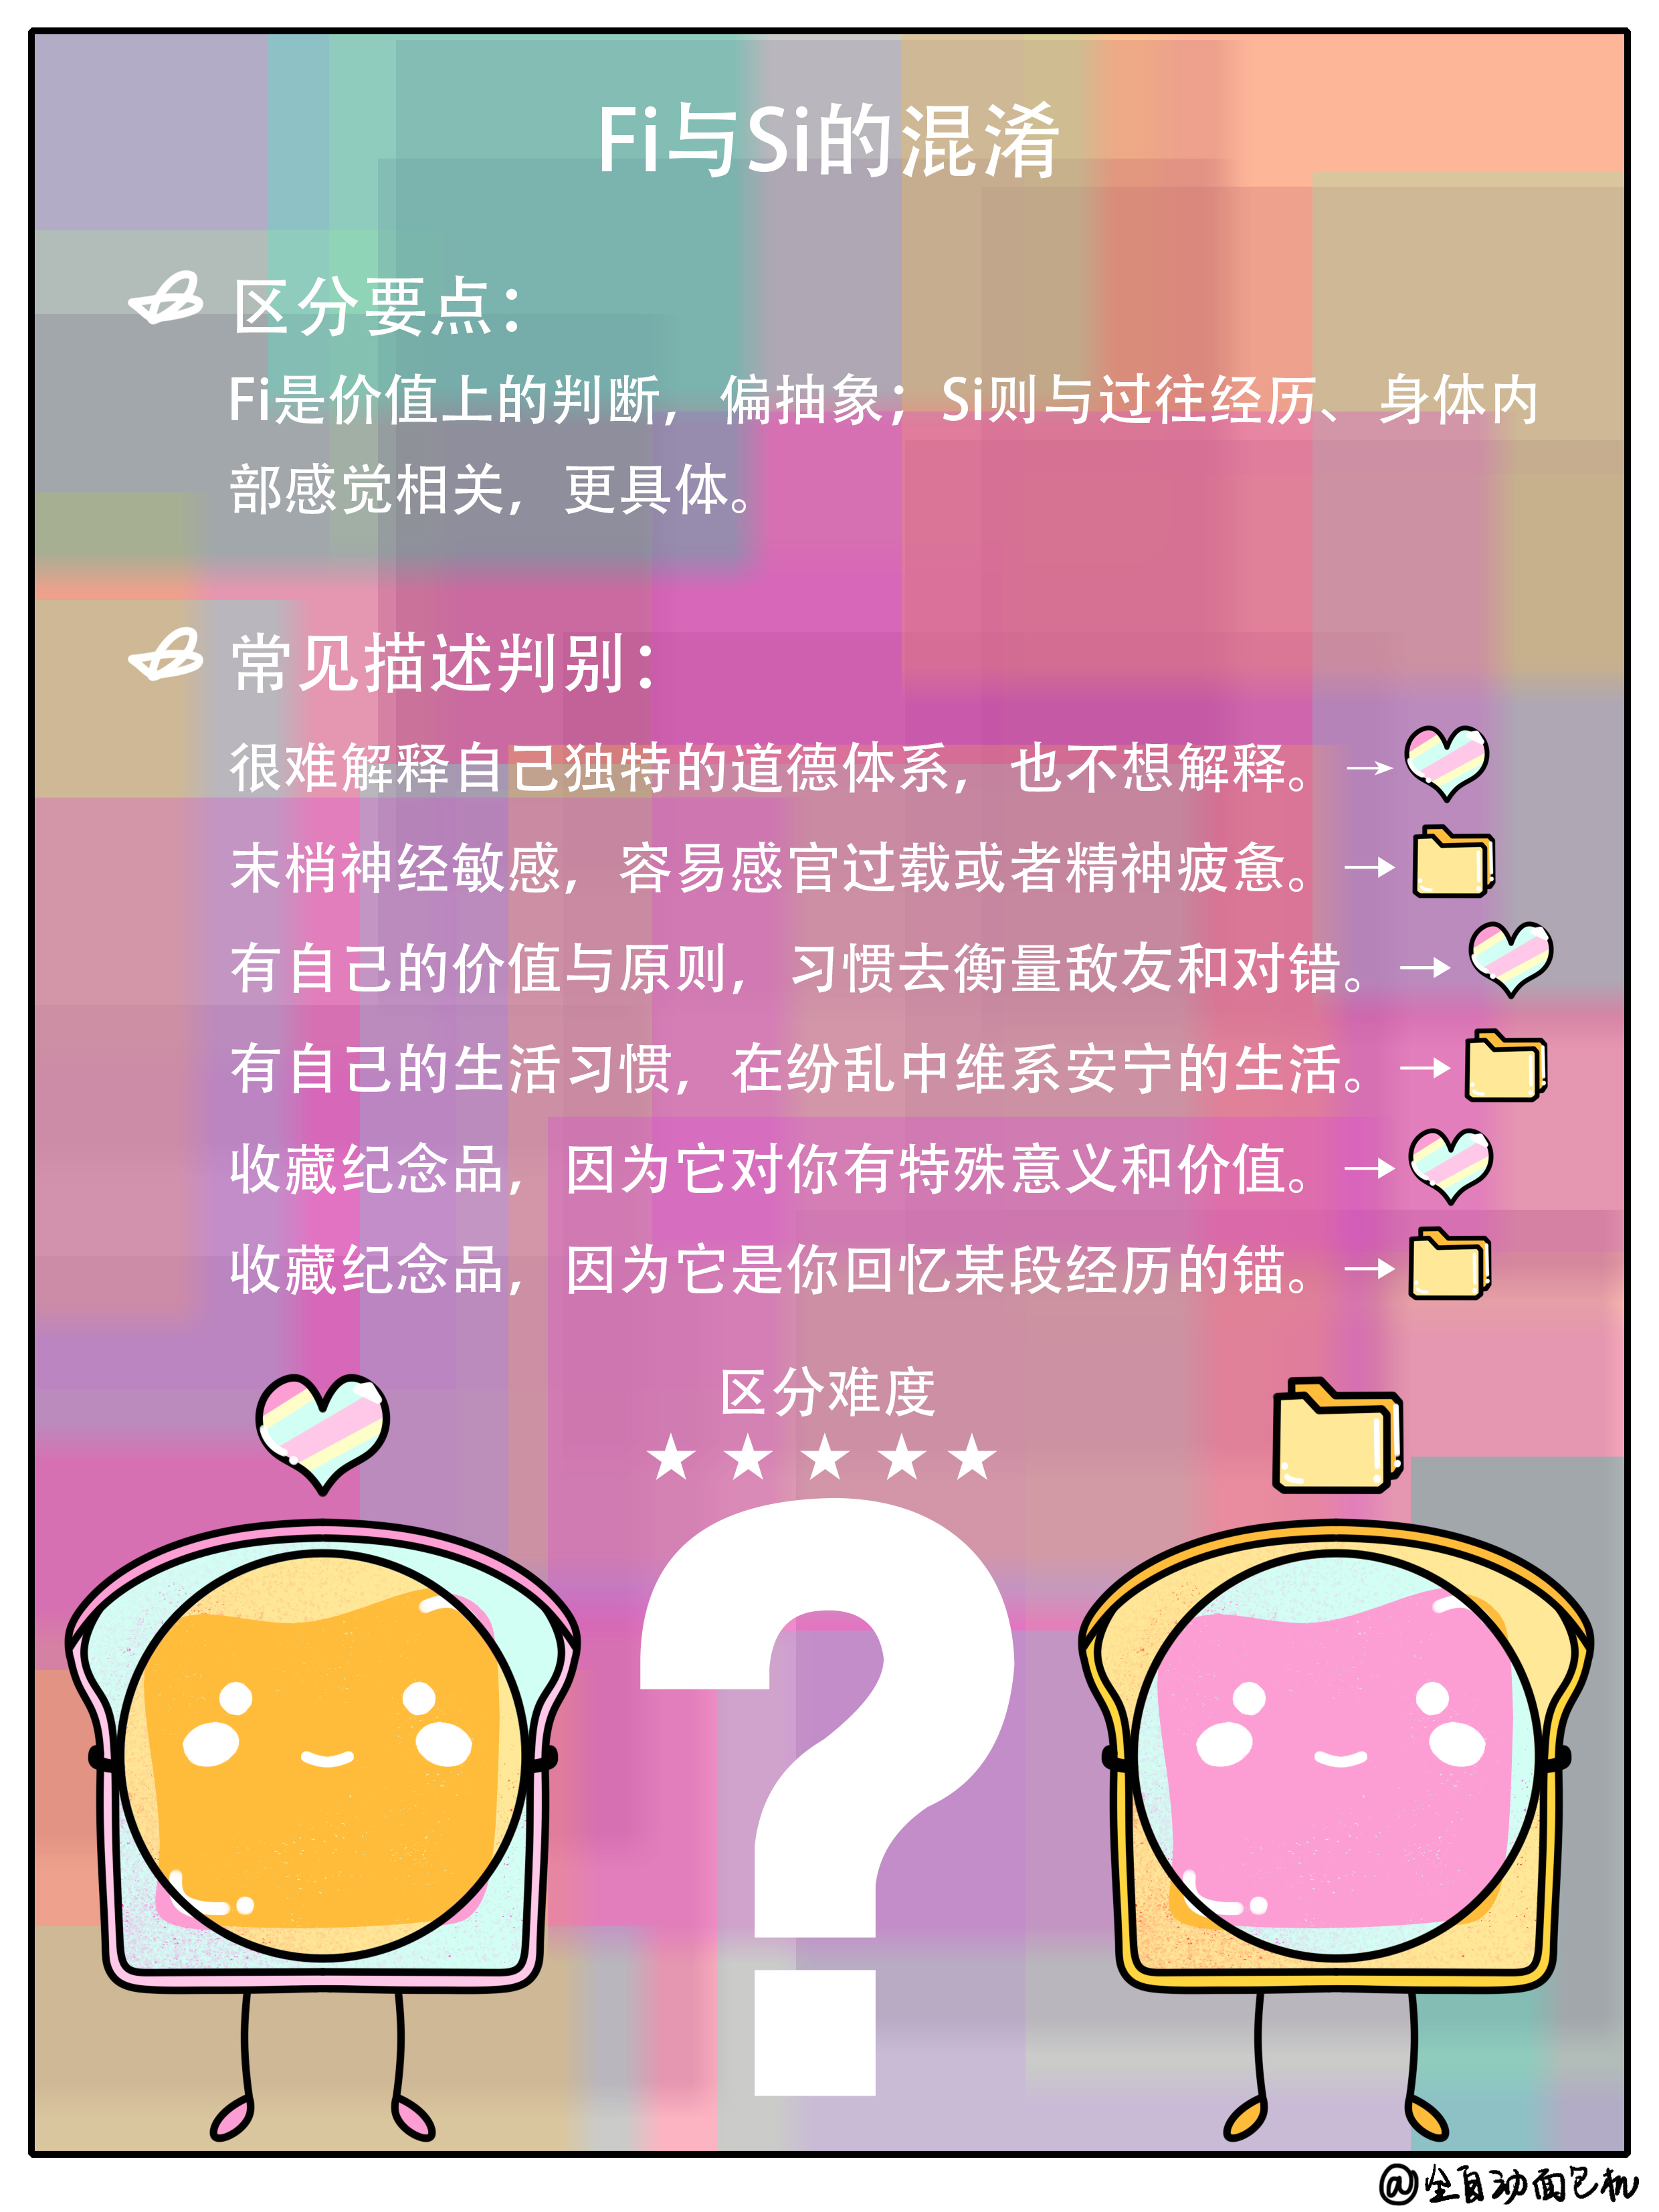 Fi与Si的混淆
区分要点：
Fi是价值上的判断，偏抽象；Si则与过往经历、身体内
部感觉相关，更具体。
常见描述判别：
很难解释自己独特的道德体系，也不想解释。→
末梢神经敏感，容易感官过载或者精神疲惫。→
有自己的价值与原则，习惯去衡量敌友和对错。→
有自己的生活习惯，在纷乱中维系安宁的生活。→
收藏纪念品，因为它对你有特殊意义和价值。→
收藏纪念品，因为它是你回忆某段经历的锚。→
区分难度
★★★★★
?
@全自动面包机